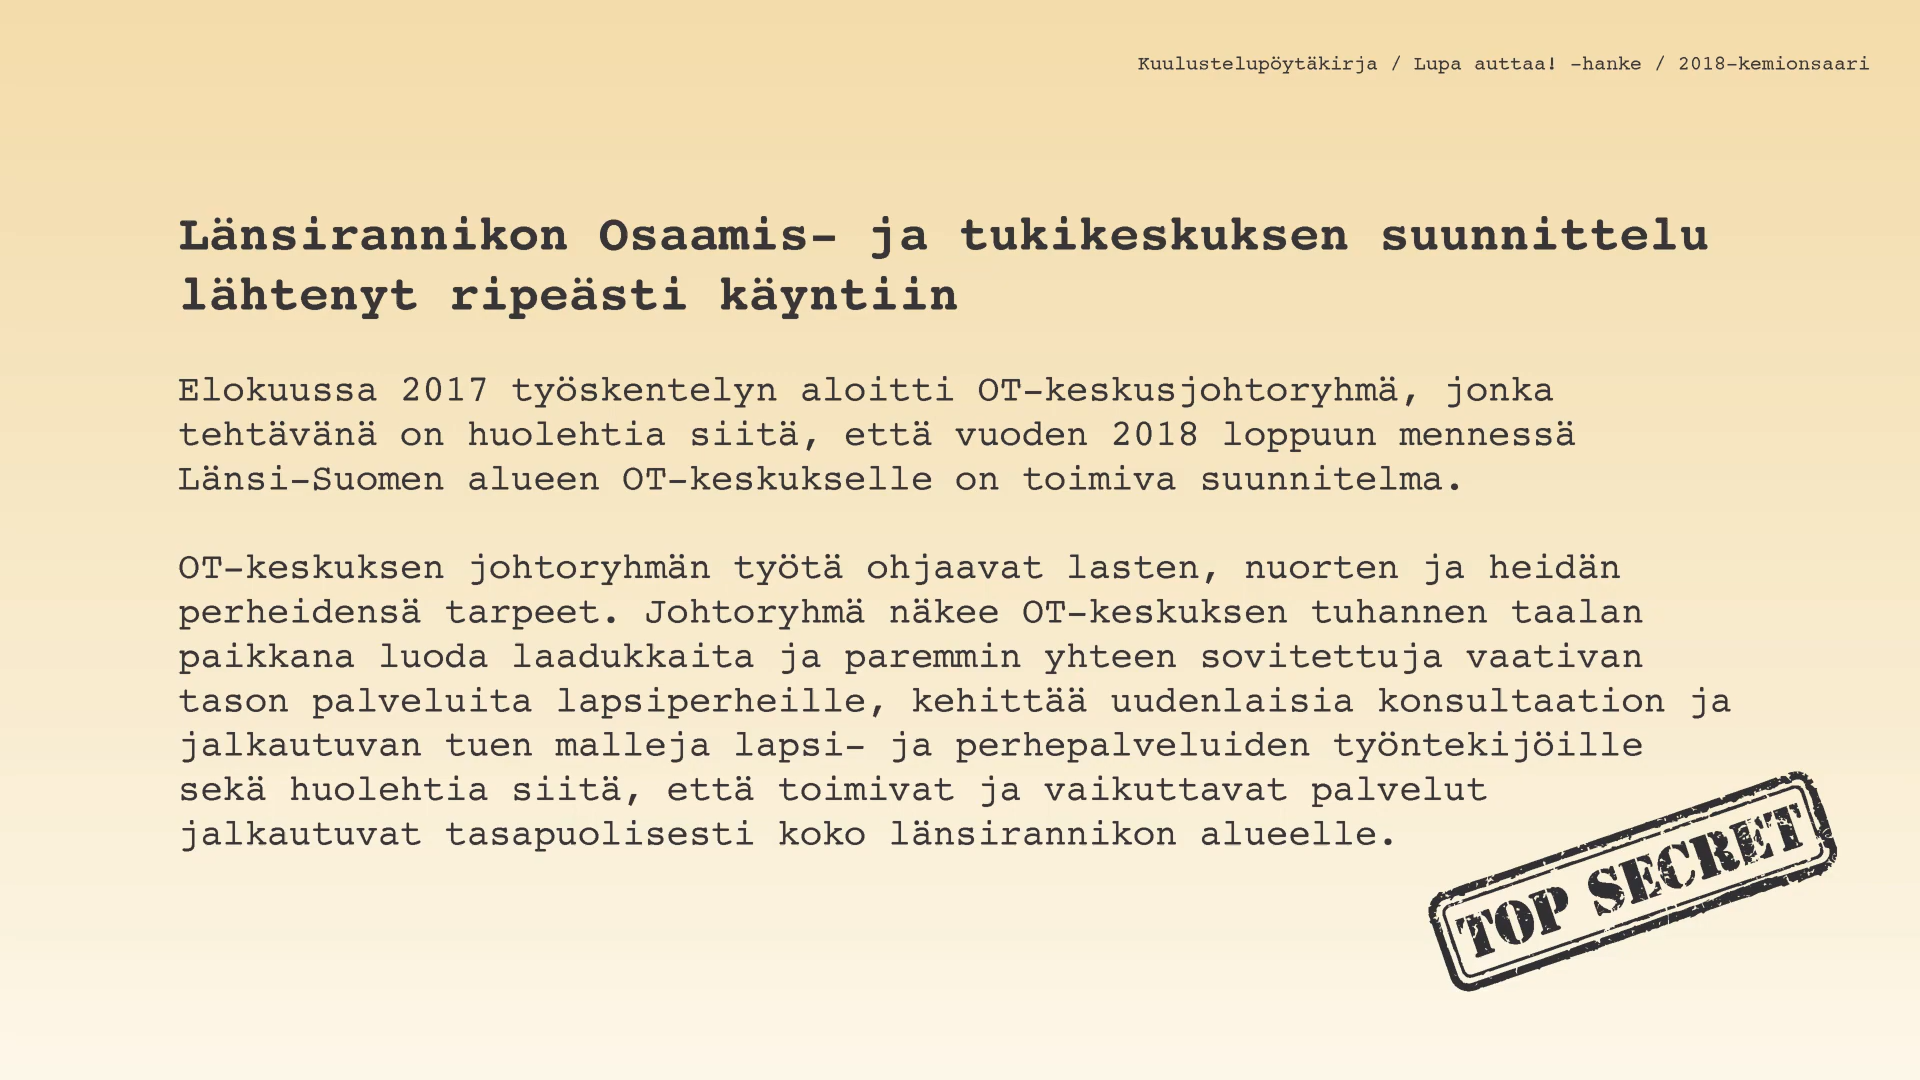 Kuulustelupöytäkirja / Lupa auttaa! -hanke / 2018-kemionsaari
Länsirannikon Osaamis- ja tukikeskuksen suunnittelu
lähtenyt ripeästi käyntiin
Elokuussa 2017 työskentelyn aloitti OT-keskusjohtoryhmä, jonka
tehtävänä on huolehtia siitä, että vuoden 2018 loppuun mennessä
Länsi-Suomen alueen OT-keskukselle on toimiva suunnitelma.
OT-keskuksen johtoryhmän työtä ohjaavat lasten, nuorten ja heidän
perheidensä tarpeet. Johtoryhmä näkee OT-keskuksen tuhannen taalan
paikkana luoda laadukkaita ja paremmin yhteen sovitettuja vaativan
tason palveluita lapsiperheille, kehittää uudenlaisia konsultaation ja
jalkautuvan tuen malleja lapsi- ja perhepalveluiden työntekijöille
sekä huolehtia siitä, että toimivat ja vaikuttavat palvelut
jalkautuvat tasapuolisesti koko länsirannikon alueelle.
TOP SECRET